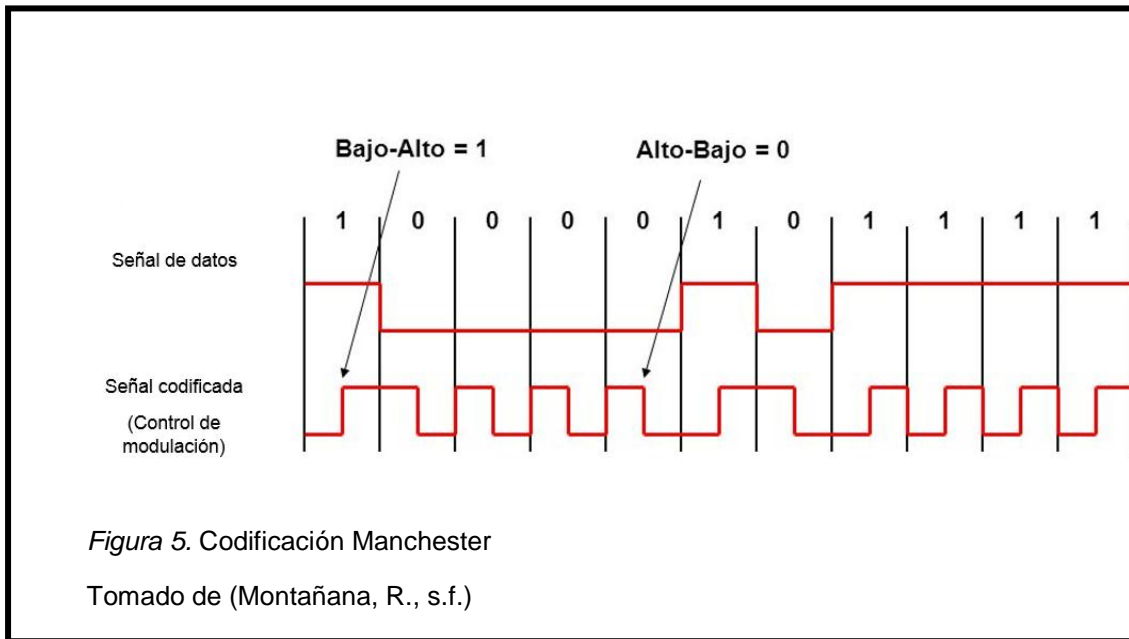 Bajo-Alto = 1 Alto-Bajo = 0
1 0 0 0 0 1 0 1 1 1 1
Señal de datos
Señal codificada
(Control de
modulación)
Figura 5. Codificación Manchester
Tomado de (Montañana, R., s.f.)